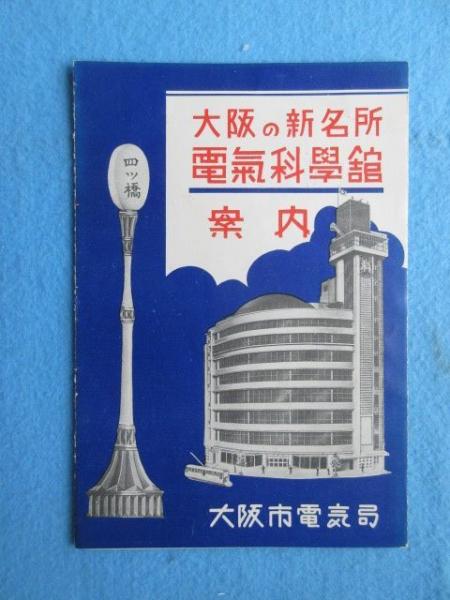 大阪の新名所
電氣科學館
案内
四ツ橋
大阪市電気局